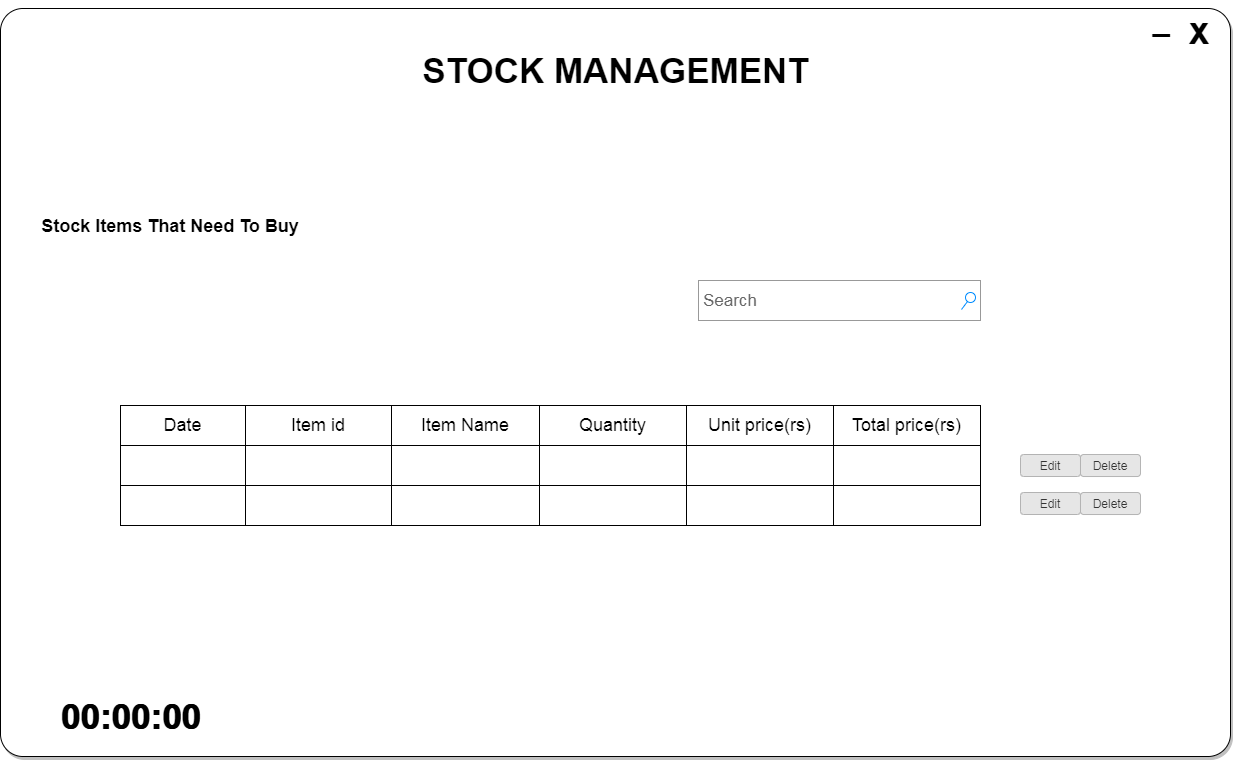 – X
STOCK MANAGEMENT
Stock Items That Need To Buy
Search
Date Item id Item Name Quantity Unit price(rs) Total price(rs)
Edit Delete
Edit Delete
00:00:00